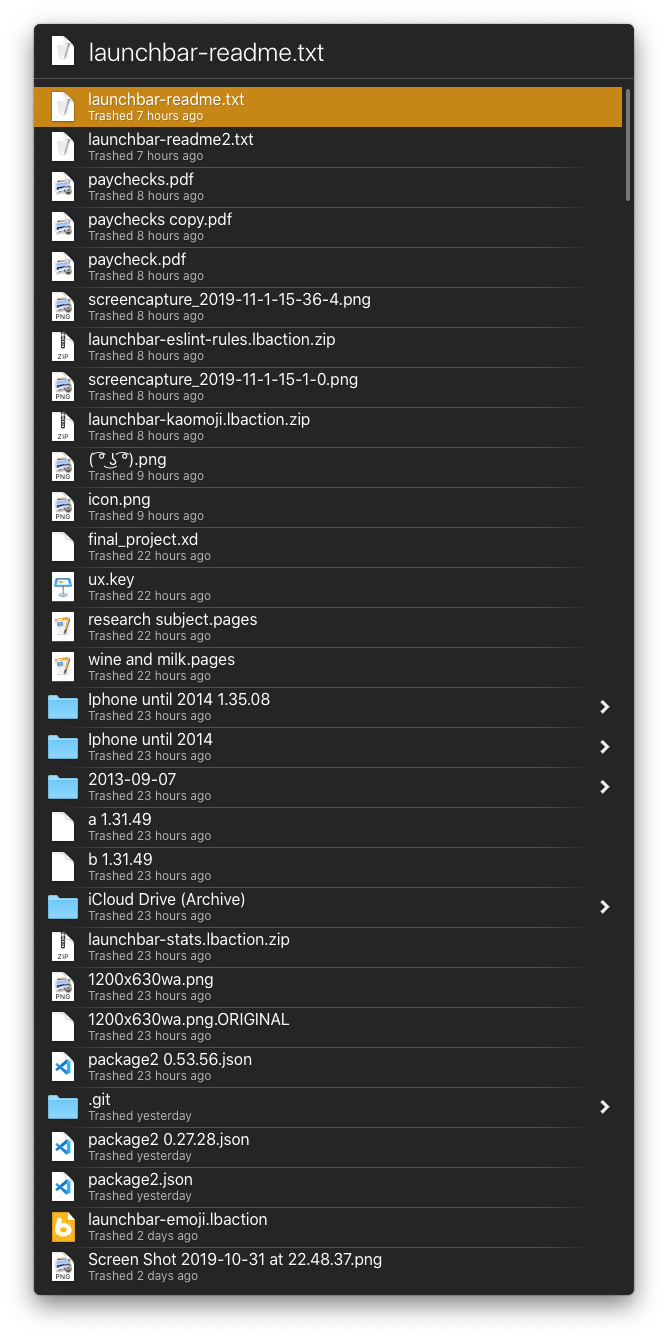 launchbar-readme.txt
launchbar-readme.txt
Trashed 7 hours ago
launchbar-readme2.txt
Trashed 7 hours ago
paychecks.pdf
Trashed 8 hours ago
paychecks copy.pdf
Trashed 8 hours ago
paycheck.pdf
Trashed 8 hours ago
screencapture_2019-11-1-15-36-4.png
PNG
Trashed 8 hours ago
launchbar-eslint-rules.lbaction.zip
ZIP
Trashed 8 hours ago
screencapture_2019-11-1-15-1-0.png
PNG
Trashed 8 hours ago
launchbar-kaomoji.lbaction.zip
ZIP
Trashed 8 hours ago
( ͡° ͜ʖ ͡°).png
PNG
Trashed 9 hours ago
icon.png
PNG
Trashed 9 hours ago
final_project.xd
Trashed 22 hours ago
ux.key
Trashed 22 hours ago
research subject.pages
Trashed 22 hours ago
wine and milk.pages
Trashed 22 hours ago
Iphone until 2014 1.35.08
Trashed 23 hours ago
Iphone until 2014
Trashed 23 hours ago
2013-09-07
Trashed 23 hours ago
a 1.31.49
Trashed 23 hours ago
b 1.31.49
Trashed 23 hours ago
iCloud Drive (Archive)
Trashed 23 hours ago
launchbar-stats.lbaction.zip
ZIP
Trashed 23 hours ago
1200x630wa.png
PNG
Trashed 23 hours ago
1200x630wa.png.ORIGINAL
Trashed 23 hours ago
package2 0.53.56.json
Trashed 23 hours ago
.git
Trashed yesterday
package2 0.27.28.json
Trashed yesterday
package2.json
Trashed yesterday
launchbar-emoji.lbaction
Trashed 2 days ago
Screen Shot 2019-10-31 at 22.48.37.png
PNG
Trashed 2 days ago